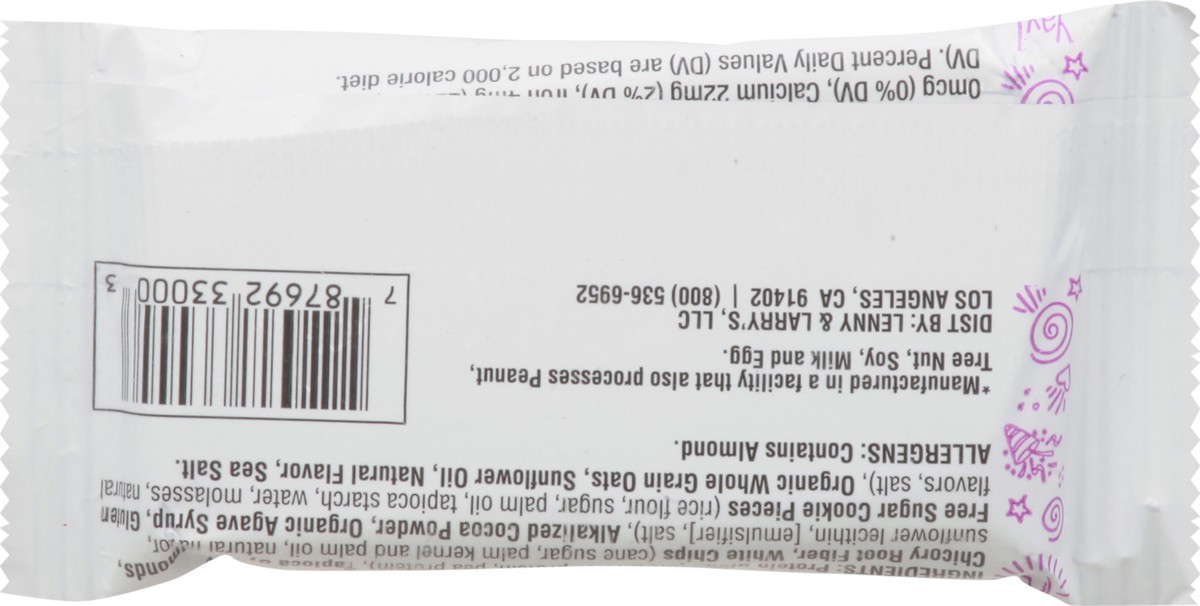 INGREDIENTS: Protein
Chicory Root Fiber, White Chips (cane sugar, palm kernel and palm oil, natural
sunflower lecithin, [emulsifier], salt), Alkalized Cocoa Powder, Organic Agave Syrup, Gluten
Free Sugar Cookie Pieces (rice flour, sugar, palm oil, tapioca starch, water, molasses, natural
flavors, salt), Organic Whole Grain Oats, Sunflower Oil, Natural Flavor, Sea Salt.
ALLERGENS: Contains Almond.
*Manufactured in a facility that also processes Peanut,
Tree Nut, Soy, Milk and Egg.
DIST BY: LENNY & LARRY'S, LLC
LOS ANGELES, CA 91402 | (800) 536-6952
7 87692 33000 3
0mcg (0% DV), Calcium 22mg (2% DV), Iron
DV). Percent Daily Values (DV) are based on 2,000 calorie diet.
Yay!